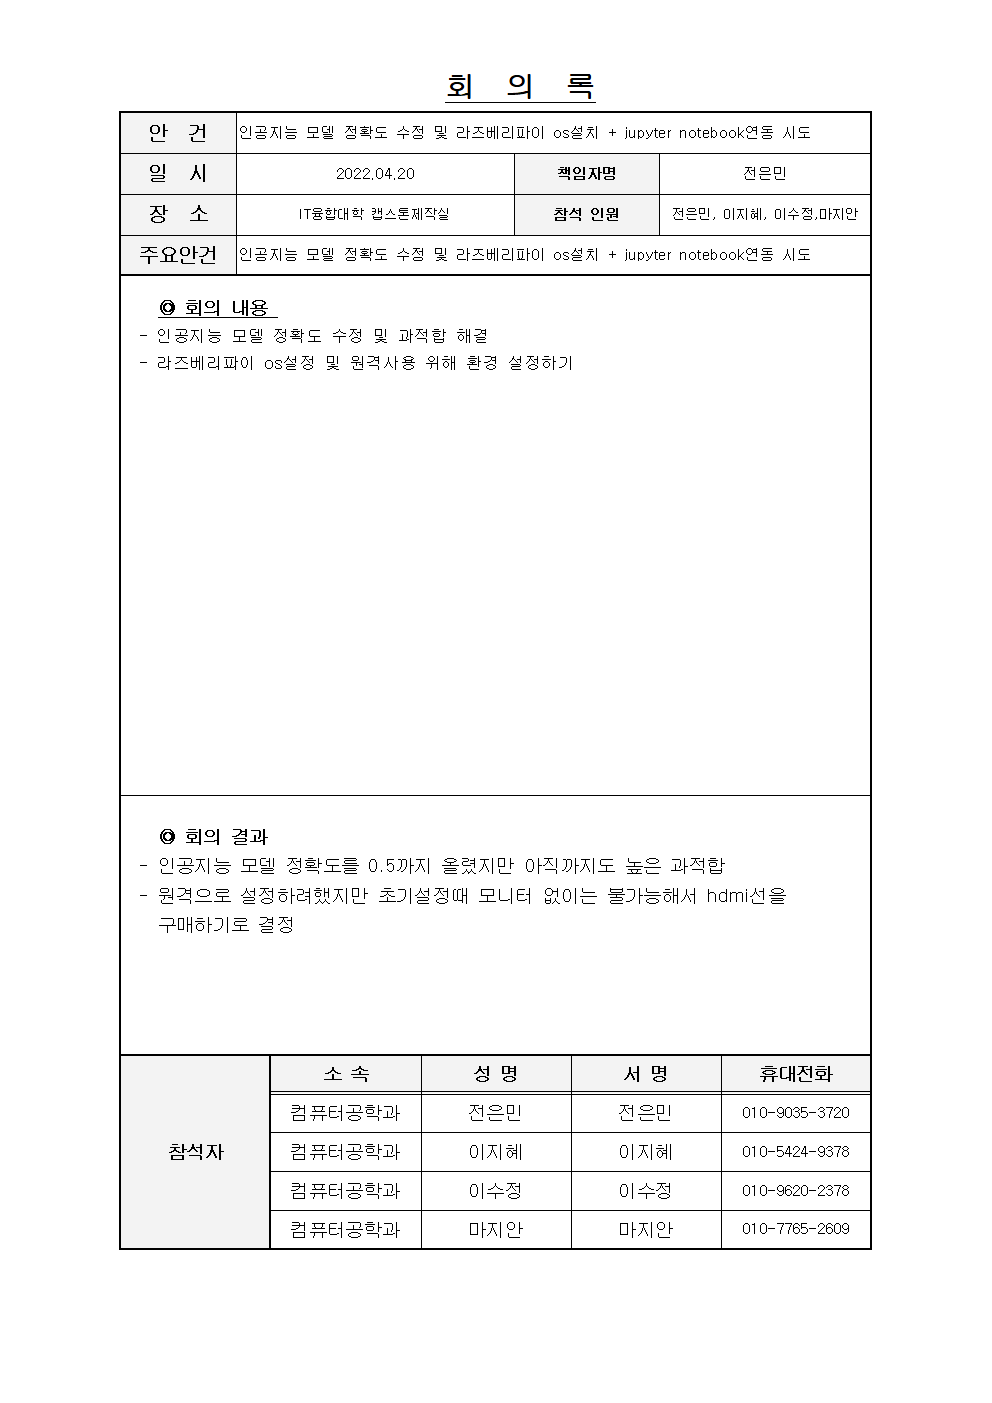 회 의 록
안 건 인공지능 모델 정확도 수정 및 라즈베리파이 os설치 + jupyter notebook연동 시도
일 시 2022.04.20 책임자명 전은민
장 소 IT융합대학 캡스톤제작실 참석 인원 전은민, 이지혜, 이수정,마지안
주요안건 인공지능 모델 정확도 수정 및 라즈베리파이 os설치 + jupyter notebook연동 시도
◎ 회의 내용
- 인공지능 모델 정확도 수정 및 과적합 해결
- 라즈베리파이 os설정 및 원격사용 위해 환경 설정하기
◎ 회의 결과
- 인공지능 모델 정확도를 0.5까지 올렸지만 아직까지도 높은 과적합
- 원격으로 설정하려했지만 초기설정때 모니터 없이는 불가능해서 hdmi선을
구매하기로 결정
참석자
소 속 성 명 서 명 휴대전화
컴퓨터공학과 전은민 전은민 010-9035-3720
컴퓨터공학과 이지혜 이지혜 010-5424-9378
컴퓨터공학과 이수정 이수정 010-9620-2378
컴퓨터공학과 마지안 마지안 010-7765-2609